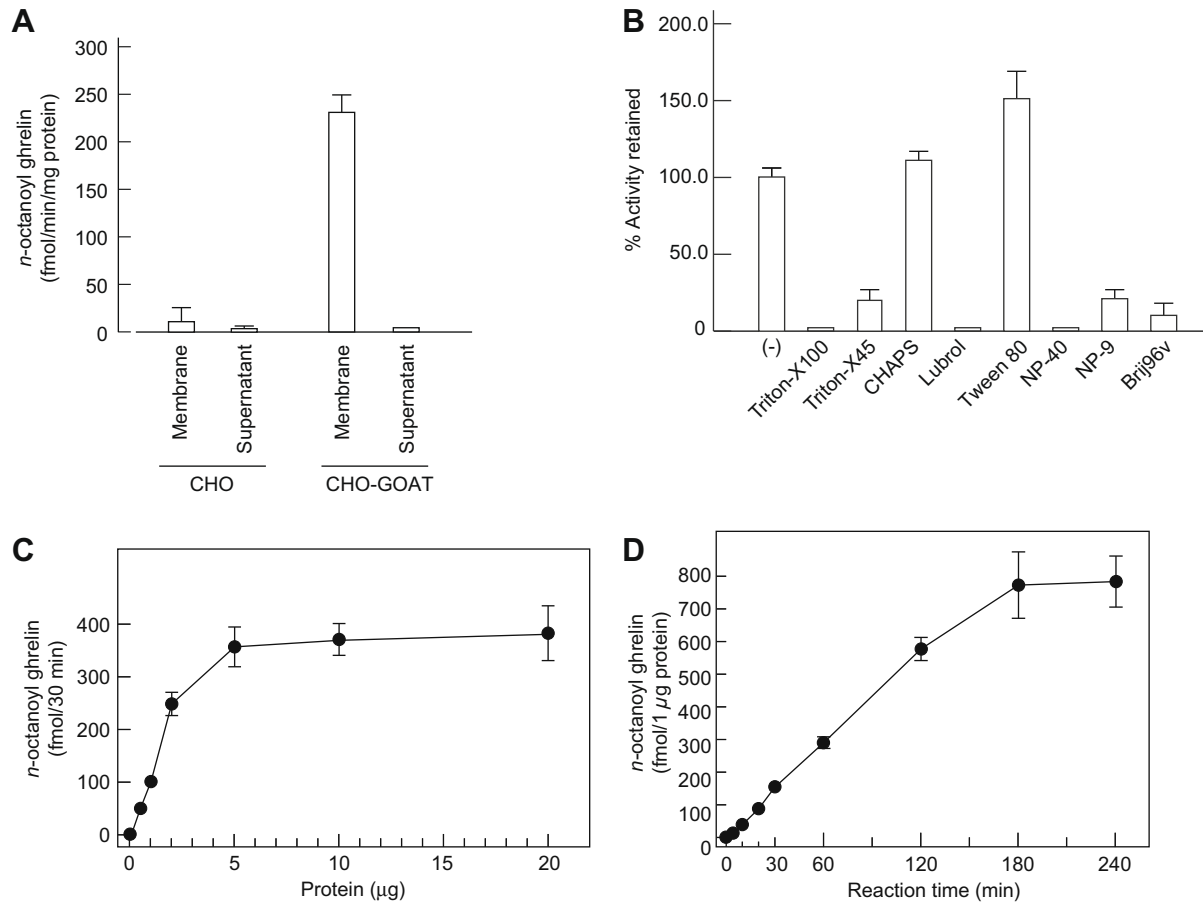 A
n-octanoyl ghrelin
(fmol/min/mg protein)
300
250
200
150
100
50
0
Membrane
Supernatant
Membrane
Supernatant
CHO
CHO-GOAT
B
% Activity retained
200.0
150.0
100.0
50.0
0
(-)
Triton-X100
Triton-X45
CHAPS
Lubrol
Tween 80
NP-40
NP-9
Brij96v
C
n-octanoyl ghrelin
(fmol/30 min)
400
300
200
100
0
0 5 10 15 20
Protein (μg)
D
n-octanoyl ghrelin
(fmol/1 μg protein)
800
700
600
500
400
300
200
100
0
0 30 60 120 180 240
Reaction time (min)